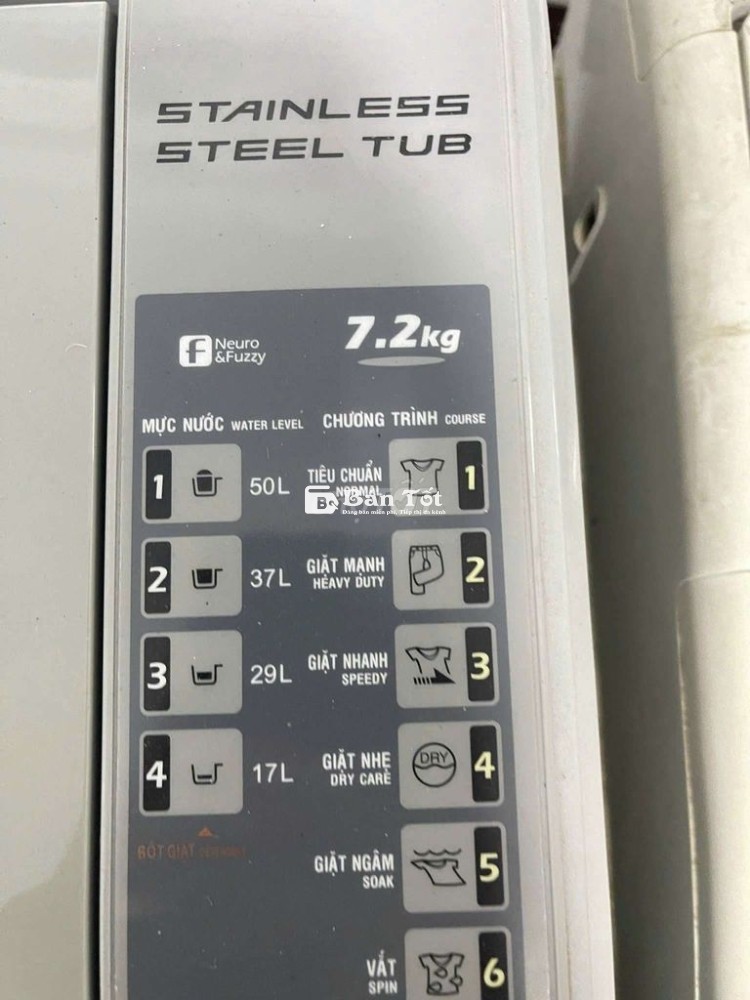 STAINLESS
STEEL TUB
f Neuro
&Fuzzy
7.2kg
MỰC NƯỚC WATER LEVEL
CHƯƠNG TRÌNH COURSE
1 50L TIÊU CHUẨN 1
NORMAL
Bán Tốt
2 37L GIẶT MẠNH 2
HEAVY DUTY
3 29L GIẶT NHANH 3
SPEEDY
4 17L GIẶT NHẸ DRY 4
DRY CARE
BỘT GIẶT
GIẶT NGÂM 5
SOAK
VẮT 6
SPIN